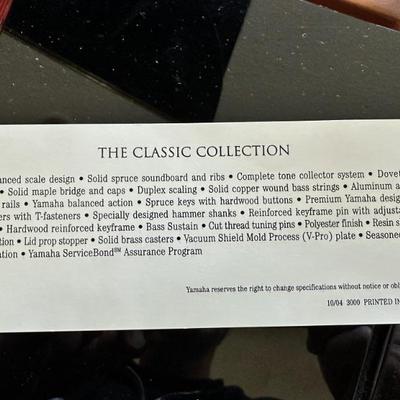 THE CLASSIC COLLECTION
anced scale design • Solid spruce soundboard and ribs • Complete tone collector system • Dovet
• Solid maple bridge and caps • Duplex scaling • Solid copper wound bass strings • Aluminum a
rails • Yamaha balanced action • Spruce keys with hardwood buttons • Premium Yamaha desig
ers with T-fasteners • Specially designed hammer shanks • Reinforced keyframe pin with adjusta
• Hardwood reinforced keyframe • Bass Sustain • Cut thread tuning pins • Polyester finish • Resin s
tion • Lid prop stopper • Solid brass casters • Vacuum Shield Mold Process (V-Pro) plate • Seasoned
ation • Yamaha ServiceBond℠ Assurance Program
Yamaha reserves the right to change specifications without notice or obl
10/04 3000 PRINTED IN